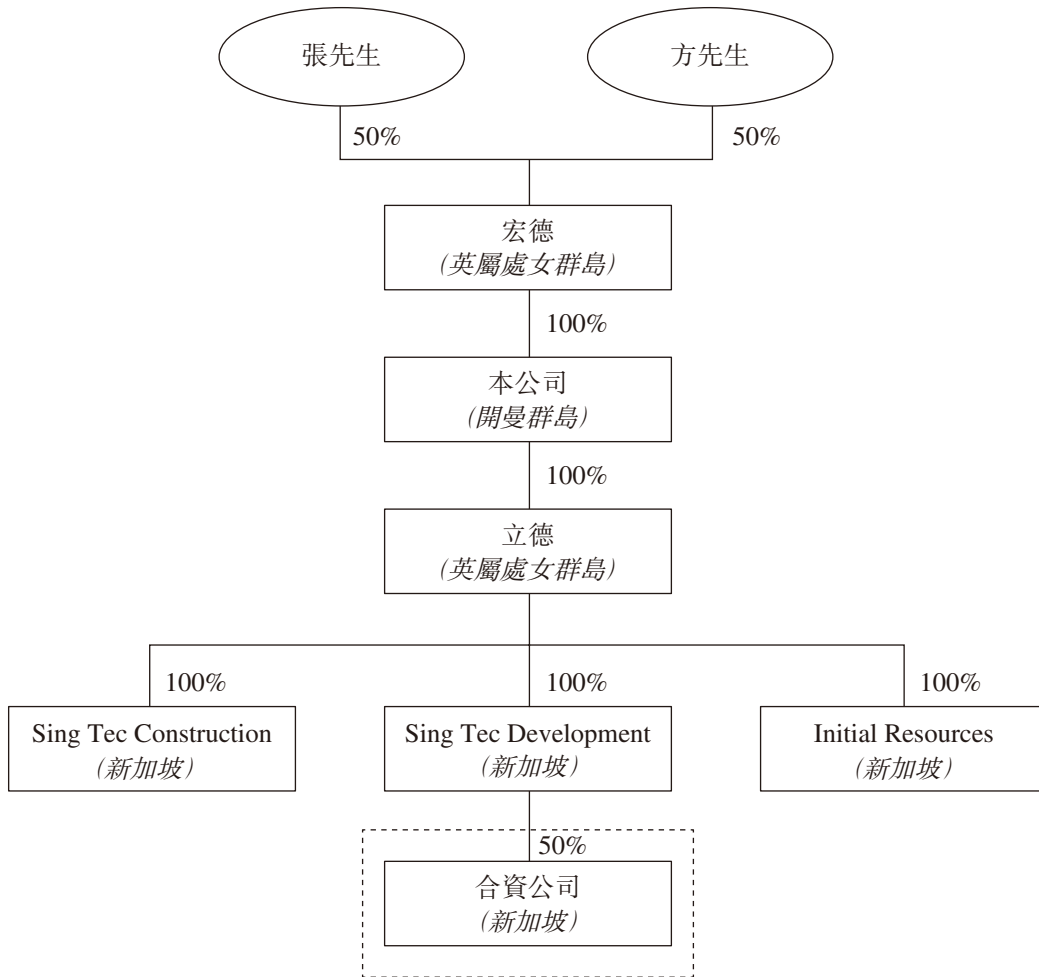 張先生
方先生
50%
50%
宏德
(英屬處女群島)
100%
本公司
(開曼群島)
100%
立德
(英屬處女群島)
100%
100%
100%
Sing Tec Construction
(新加坡)
Sing Tec Development
(新加坡)
Initial Resources
(新加坡)
50%
合資公司
(新加坡)